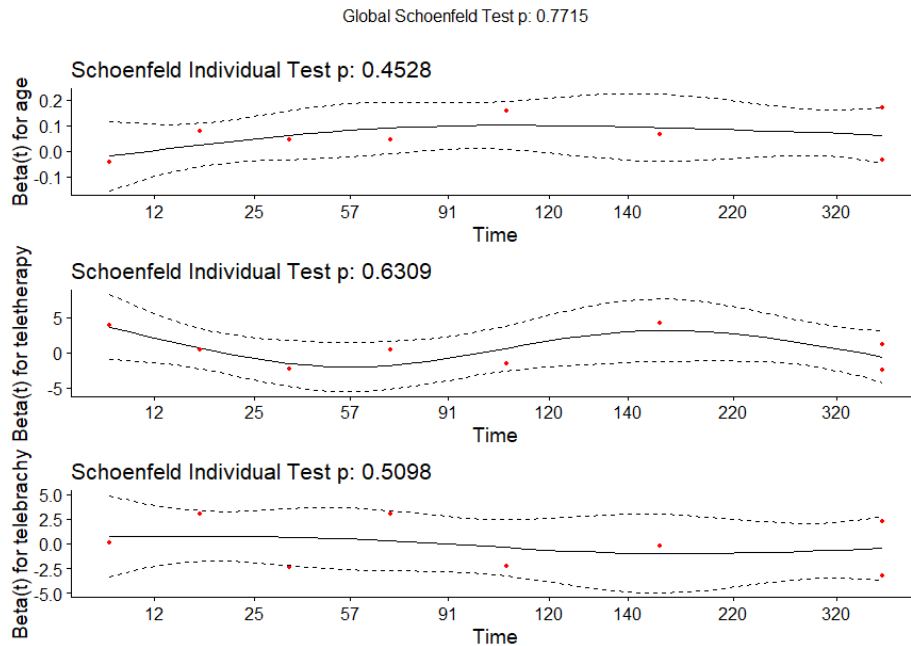 Global Schoenfeld Test p: 0.7715
Schoenfeld Individual Test p: 0.4528
Beta(t) for age
0.2
0.1
0.0
-0.1
12 25 57 91 120 140 220 320
Time
Schoenfeld Individual Test p: 0.6309
Beta(t) for teletherapy
5
0
-5
12 25 57 91 120 140 220 320
Time
Schoenfeld Individual Test p: 0.5098
Beta(t) for telebrachy
5.0
2.5
0.0
-2.5
-5.0
12 25 57 91 120 140 220 320
Time